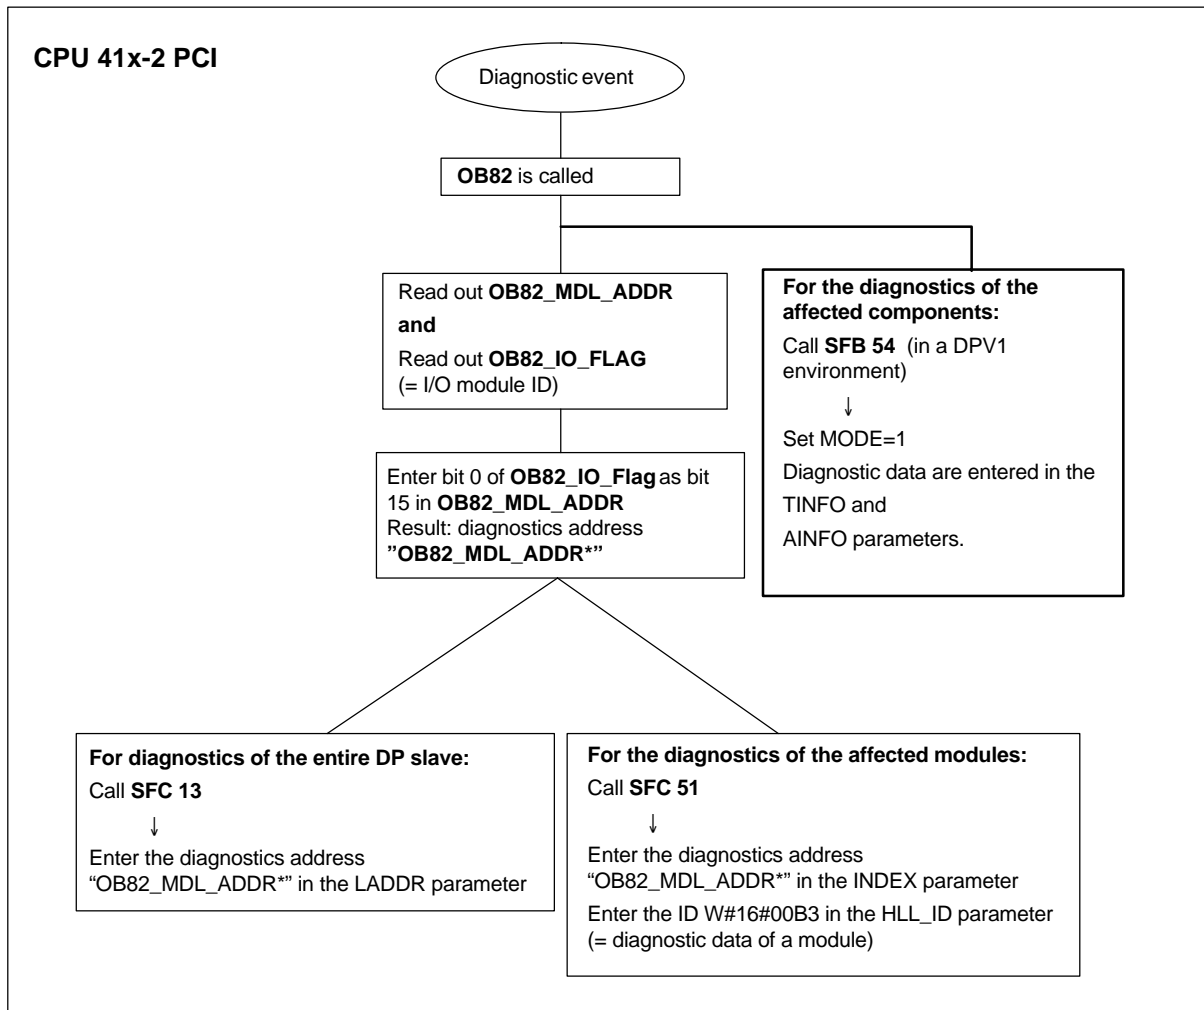 CPU 41x-2 PCI
Diagnostic event
OB82 is called
Read out OB82_MDL_ADDR
and
Read out OB82_IO_FLAG
(= I/O module ID)
For the diagnostics of the
affected components:
Call SFB 54 (in a DPV1
environment)
↓
Set MODE=1
Diagnostic data are entered in the
TINFO and
AINFO parameters.
Enter bit 0 of OB82_IO_Flag as bit
15 in OB82_MDL_ADDR
Result: diagnostics address
”OB82_MDL_ADDR*”
For diagnostics of the entire DP slave:
Call SFC 13
↓
Enter the diagnostics address
“OB82_MDL_ADDR*” in the LADDR parameter
For the diagnostics of the affected modules:
Call SFC 51
↓
Enter the diagnostics address
“OB82_MDL_ADDR*” in the INDEX parameter
Enter the ID W#16#00B3 in the HLL_ID parameter
(= diagnostic data of a module)